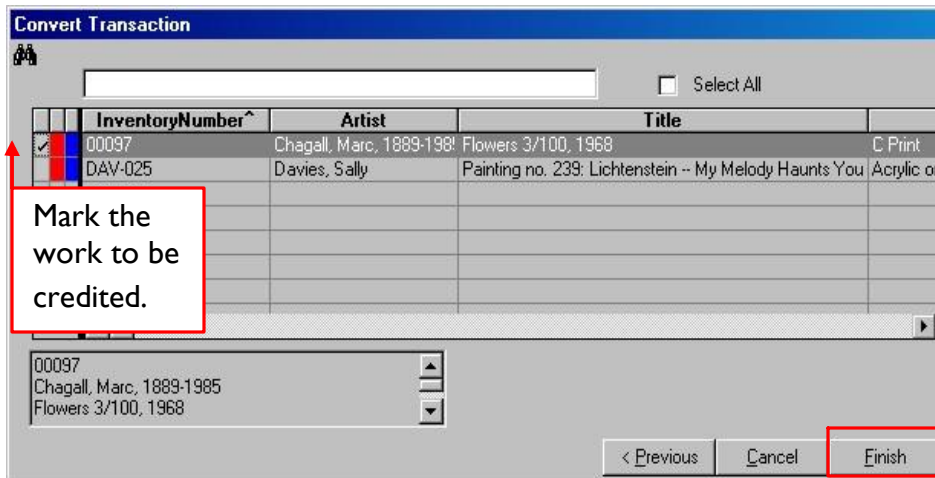 Convert Transaction
Select All
InventoryNumber^ Artist Title
00097 Chagall, Marc, 1889-198 Flowers 3/100, 1968 C Print
DAV-025 Davies, Sally Painting no. 239: Lichtenstein -- My Melody Haunts You Acrylic o
Mark the
work to be
credited.
00097
Chagall, Marc, 1889-1985
Flowers 3/100, 1968
< Previous Cancel Finish